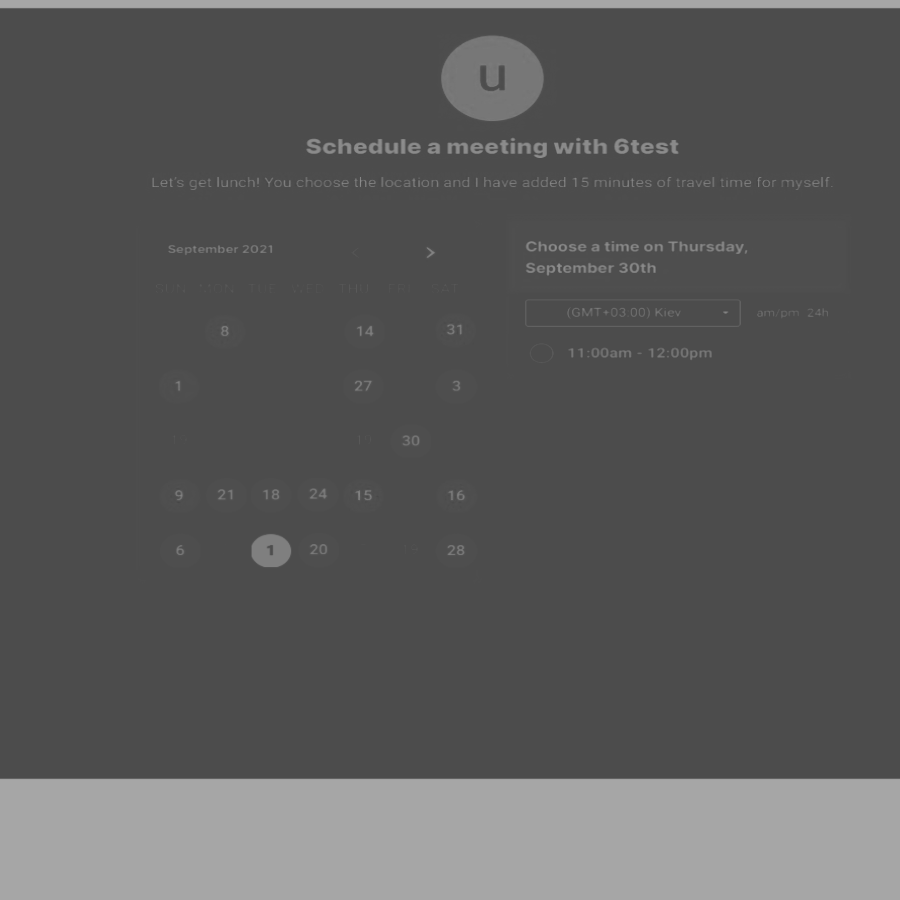 u
Schedule a meeting with 6test
Let's get lunch! You choose the location and I have added 15 minutes of travel time for myself.
September 2021
SUN MON TUE WED THU FRI SAT
8 14 31
1 27 3
30
9 21 18 24 15 16
6 1 20 28
Choose a time on Thursday,
September 30th
(GMT+03:00) Kiev
am/pm 24h
11:00am - 12:00pm